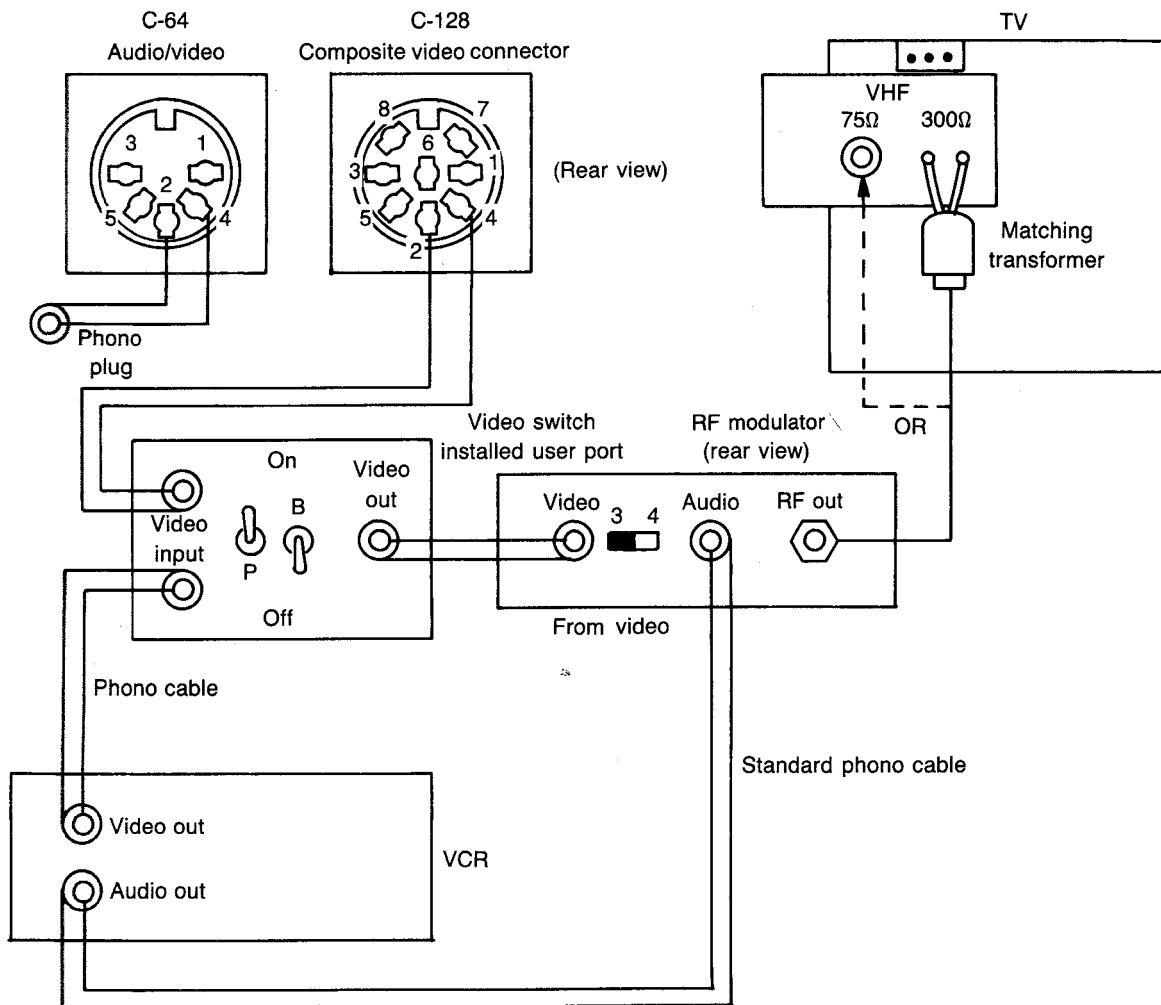 C-64
Audio/video
C-128
Composite video connector
TV
3
1
2
5
4
8
7
6
3
1
5
4
2
(Rear view)
VHF
75Ω
300Ω
Matching
transformer
Phono
plug
OR
Video switch
installed user port
RF modulator
(rear view)
On
Video
input
P
B
Off
Video
out
Video
3
4
Audio
RF out
From video
Phono cable
Standard phono cable
Video out
Audio out
VCR